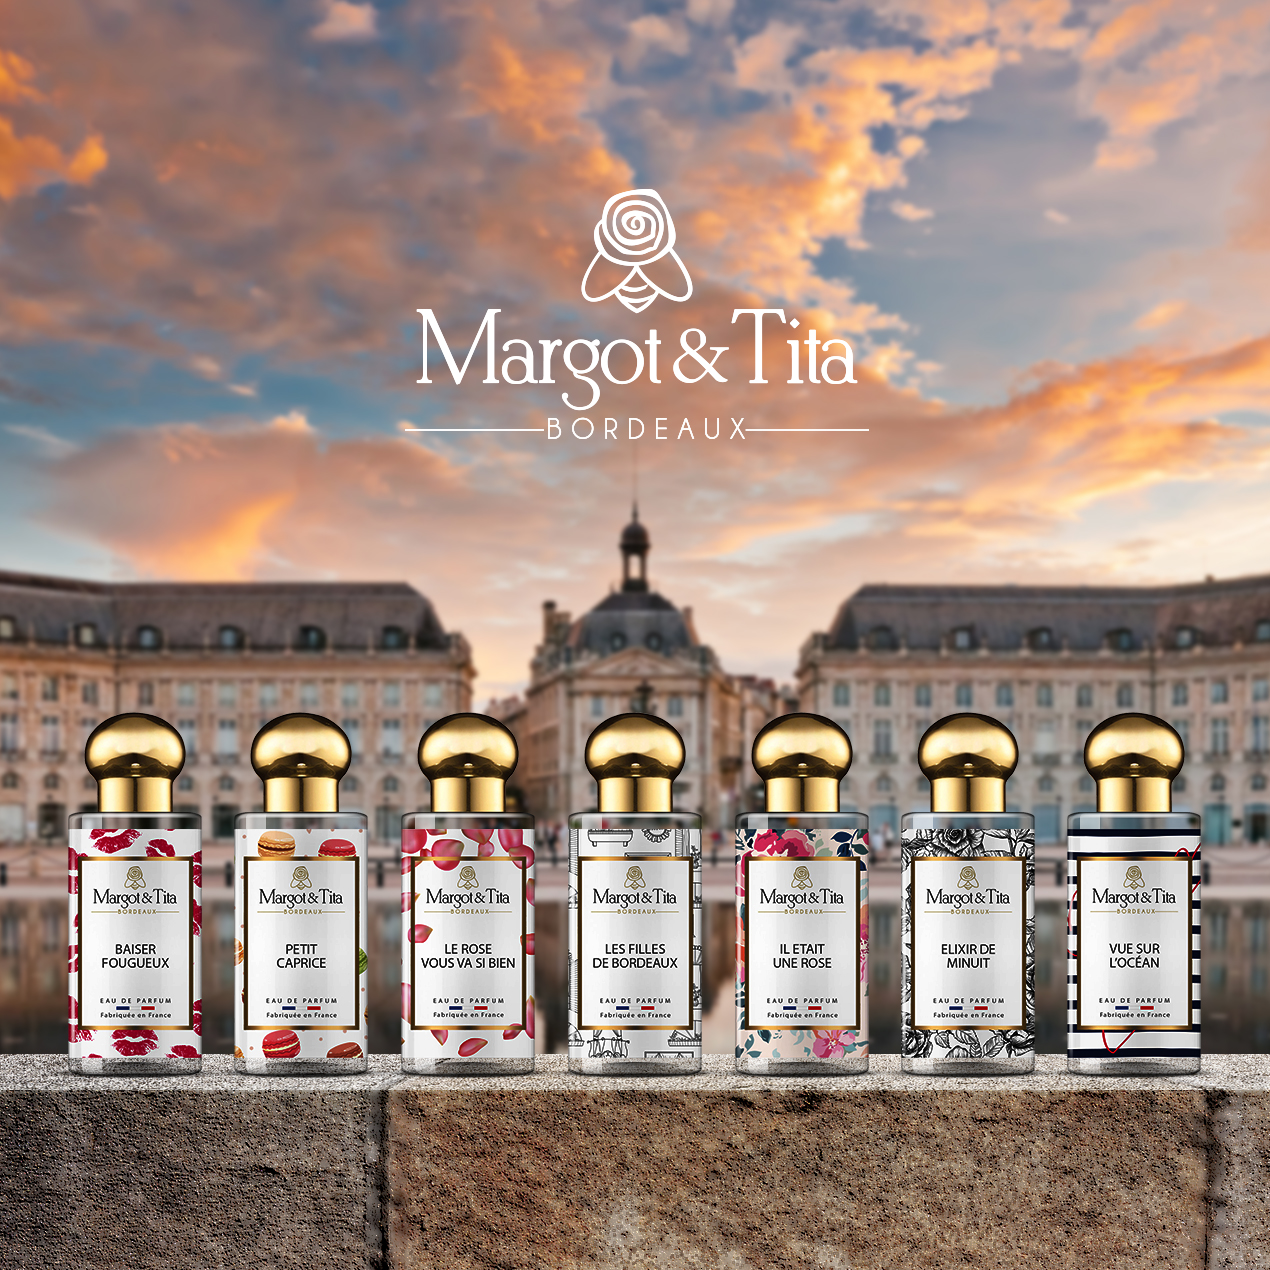 Margot & Tita
BORDEAUX
Margot & Tita
BORDEAUX
BAISER
FOUGUEUX
EAU DE PARFUM
Fabriquée en France
Margot & Tita
BORDEAUX
PETIT
CAPRICE
EAU DE PARFUM
Fabriquée en France
Margot & Tita
BORDEAUX
LE ROSE
VOUS VA SI BIEN
EAU DE PARFUM
Fabriquée en France
Margot & Tita
BORDEAUX
LES FILLES
DE BORDEAUX
EAU DE PARFUM
Fabriquée en France
Margot & Tita
BORDEAUX
IL ETAIT
UNE ROSE
EAU DE PARFUM
Fabriquée en France
Margot & Tita
BORDEAUX
ELIXIR DE
MINUIT
EAU DE PARFUM
Fabriquée en France
Margot & Tita
BORDEAUX
VUE SUR
L'OCÉAN
EAU DE PARFUM
Fabriquée en France